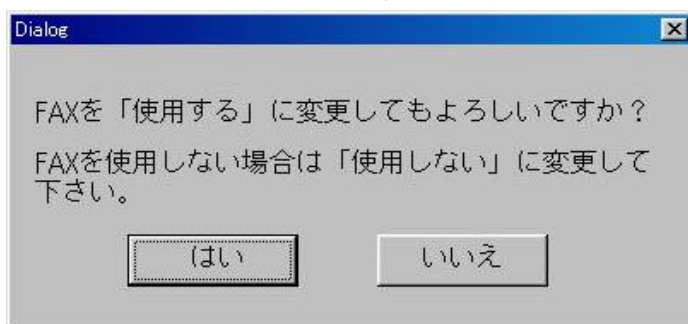 Dialog
FAXを「使用する」に変更してもよろしいですか？
FAXを使用しない場合は「使用しない」に変更して
下さい。
はい
いいえ